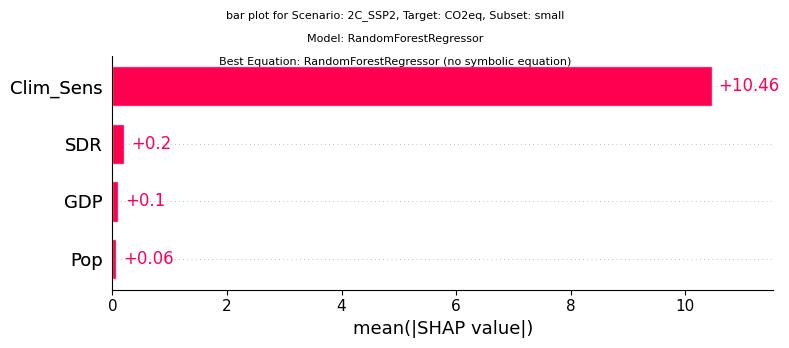 bar plot for Scenario: 2C_SSP2, Target: CO2eq, Subset: small
Model: RandomForestRegressor
Best Equation: RandomForestRegressor (no symbolic equation)
Clim_Sens +10.46
SDR +0.2
GDP +0.1
Pop +0.06
0 2 4 6 8 10
mean(|SHAP value|)